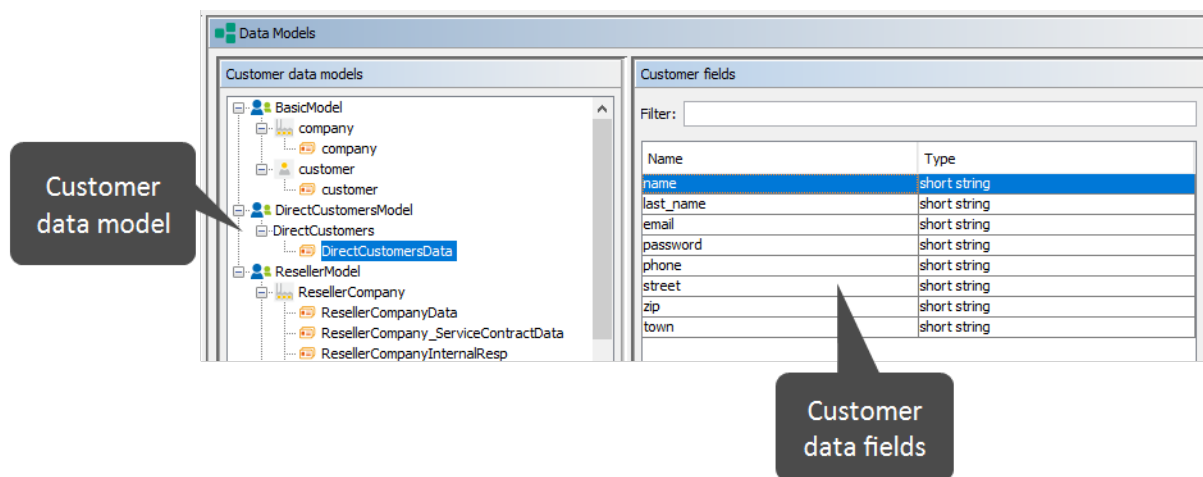 Data Models
Customer data models
BasicModel
company
company
customer
customer
DirectCustomersModel
DirectCustomers
DirectCustomersData
ResellerModel
ResellerCompany
ResellerCompanyData
ResellerCompany_ServiceContractData
ResellerCompanyInternalResp
Customer fields
Filter:
Name Type
name short string
last_name short string
email short string
password short string
phone short string
street short string
zip short string
town short string
Customer
data model
Customer
data fields